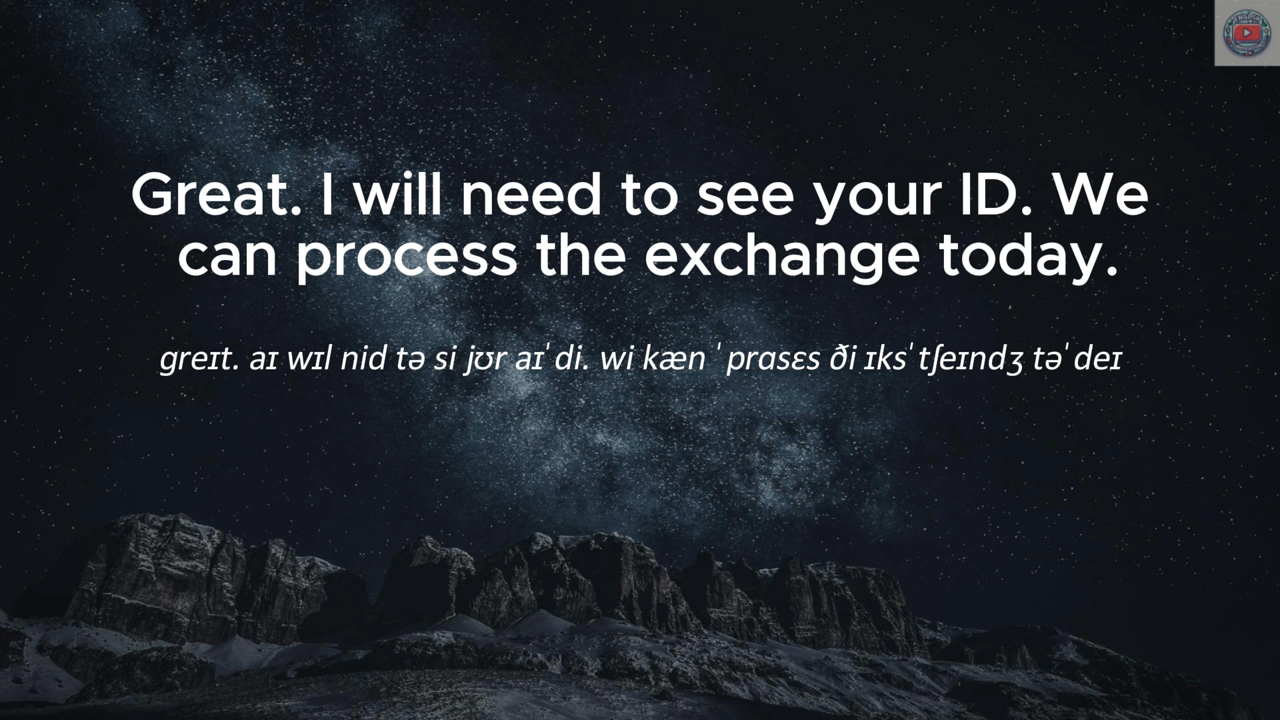 Great. I will need to see your ID. We
can process the exchange today.
greɪt. aɪ wɪl nid tə si jʊr aɪˈdi. wi kæn ˈprɑsɛs ði ɪksˈtʃeɪndʒ təˈdeɪ